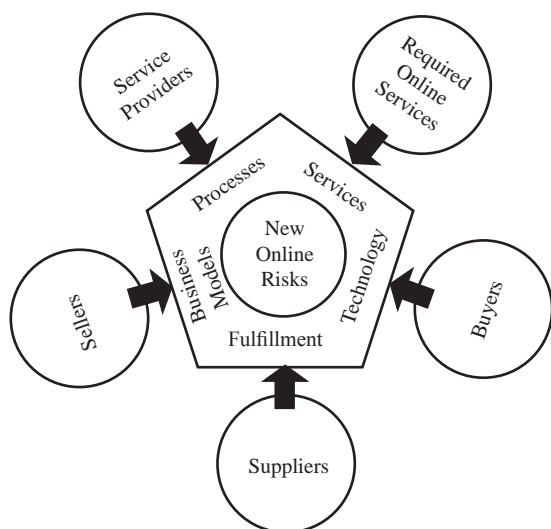 Service
Providers
Required
Online
Services
Processes
Services
New
Online
Risks
Business
Models
Technology
Fulfillment
Sellers
Buyers
Suppliers